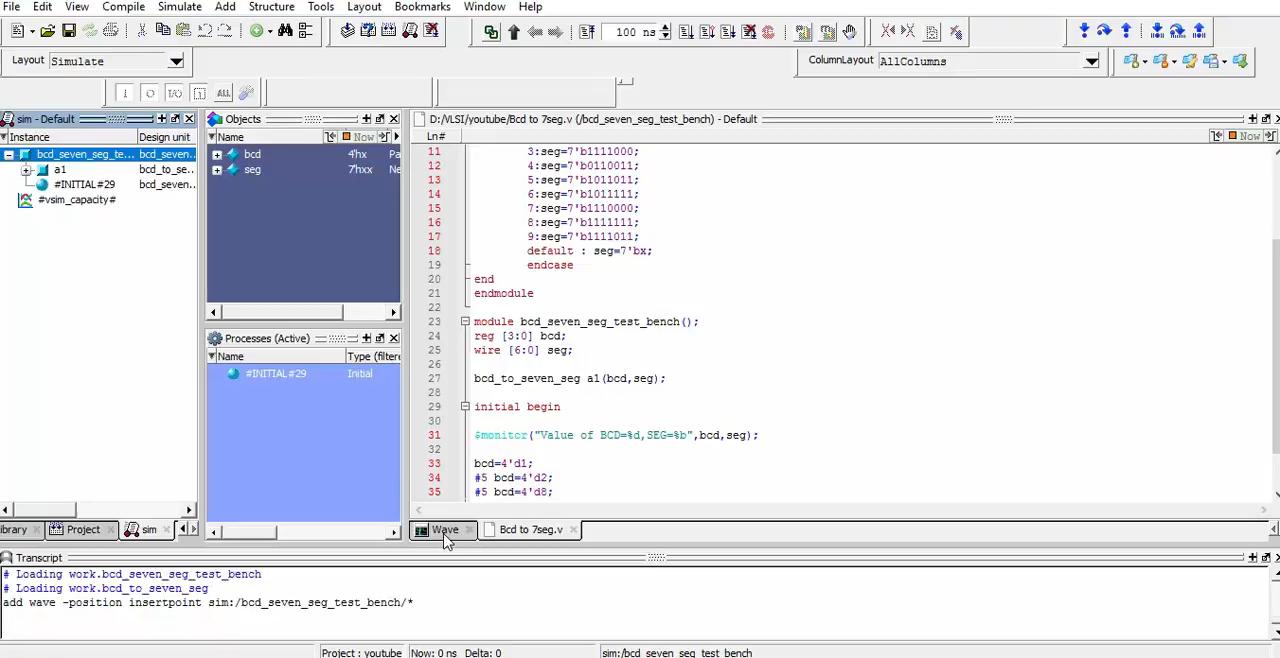 File Edit View Compile Simulate Add Structure Tools Layout Bookmarks Window Help
100 ns
Layout Simulate
ColumnLayout AllColumns
sim - Default
Instance Design unit
bcd_seven_seg_te... bcd_seven...
a1 bcd_to_se...
#INITIAL#29 bcd_seven...
#vsim_capacity#
Objects
Name Now
bcd 4'hx Pa
seg 7'hxx Ne
Processes (Active)
Name Type (filtere
#INITIAL#29 Initial
D:/VLSI/youtube/Bcd to 7seg.v (/bcd_seven_seg_test_bench) - Default
Ln# Now
11 3:seg=7'b1111000;
12 4:seg=7'b0110011;
13 5:seg=7'b1011011;
14 6:seg=7'b1011111;
15 7:seg=7'b1110000;
16 8:seg=7'b1111111;
17 9:seg=7'b1111011;
18 default : seg=7'bx;
19 endcase
20 end
21 endmodule
22
23 module bcd_seven_seg_test_bench();
24 reg [3:0] bcd;
25 wire [6:0] seg;
26
27 bcd_to_seven_seg a1(bcd,seg);
28
29 initial begin
30
31 $monitor("Value of BCD=%d,SEG=%b",bcd,seg);
32
33 bcd=4'd1;
34 #5 bcd=4'd2;
35 #5 bcd=4'd8;
ibrary Project sim
Wave Bcd to 7seg.v
Transcript
# Loading work.bcd_seven_seg_test_bench
# Loading work.bcd_to_seven_seg
add wave -position insertpoint sim:/bcd_seven_seg_test_bench/*
Project : youtube Now: 0 ns Delta: 0 sim:/bcd_seven_seg_test_bench